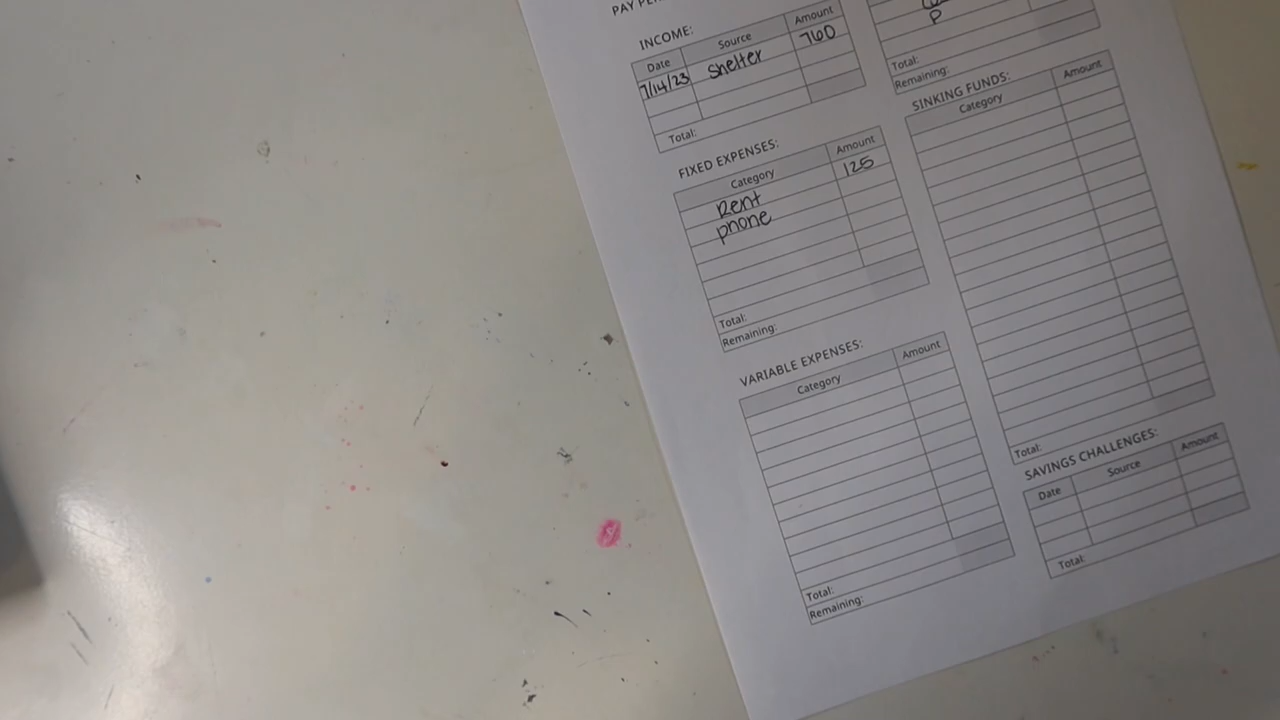 INCOME:
Date Source Amount
7/14/23 Shelter 760
Total:
FIXED EXPENSES:
Category Amount
Rent 125
phone
Total:
Remaining:
VARIABLE EXPENSES:
Category Amount
Total:
Remaining:
P
Total:
Remaining:
SINKING FUNDS:
Category Amount
Total:
SAVINGS CHALLENGES:
Date Source Amount
Total: